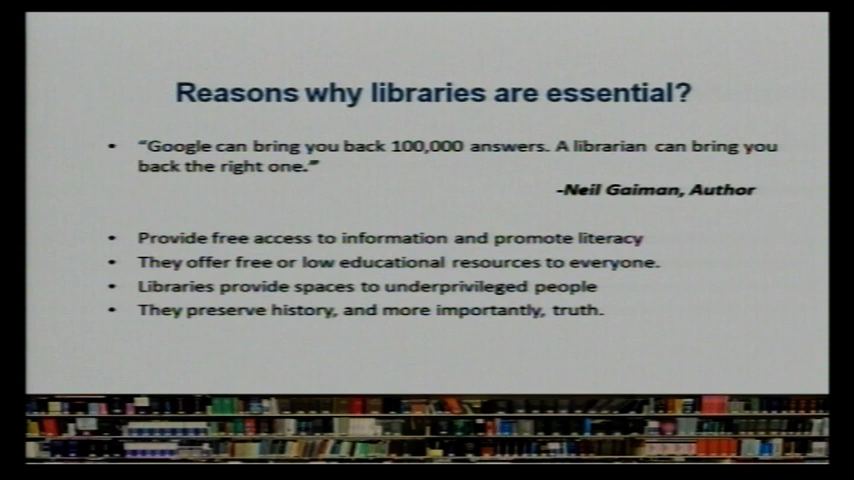 Reasons why libraries are essential?
• "Google can bring you back 100,000 answers. A librarian can bring you
back the right one."
-Neil Gaiman, Author
• Provide free access to information and promote literacy
• They offer free or low educational resources to everyone.
• Libraries provide spaces to underprivileged people
• They preserve history, and more importantly, truth.